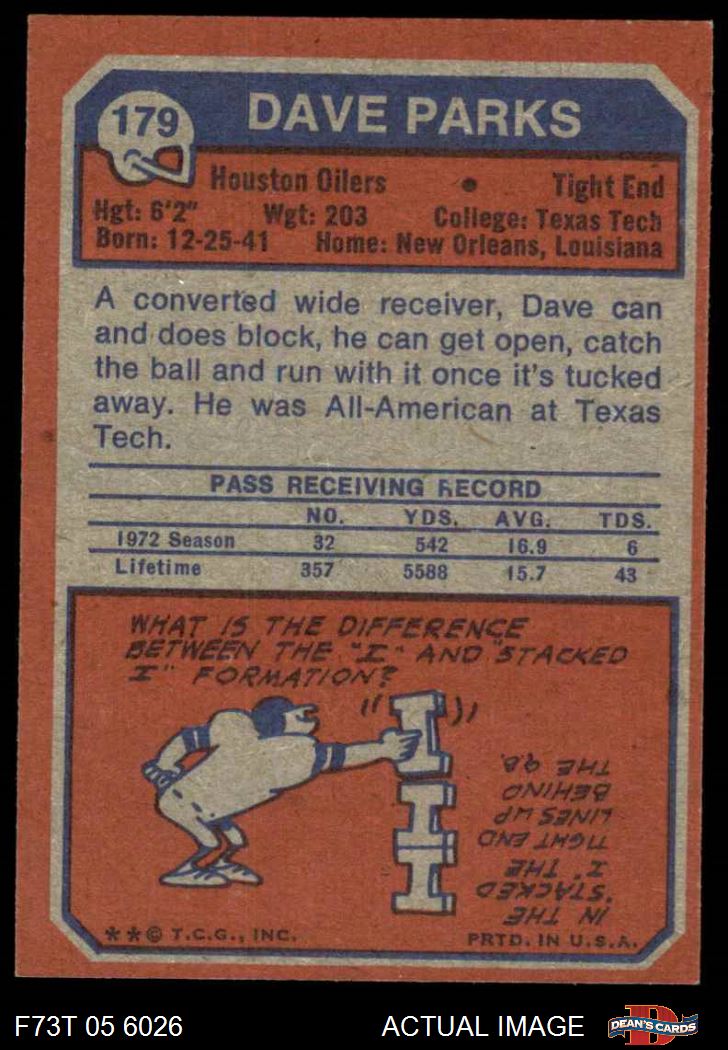 179
DAVE PARKS
Houston Oilers • Tight End
Hgt: 6'2" Wgt: 203 College: Texas Tech
Born: 12-25-41 Home: New Orleans, Louisiana
A converted wide receiver, Dave can
and does block, he can get open, catch
the ball and run with it once it's tucked
away. He was All-American at Texas
Tech.
PASS RECEIVING RECORD
NO. YDS. AVG. TDS.
1972 Season 32 542 16.9 6
Lifetime 357 5588 15.7 43
WHAT IS THE DIFFERENCE
BETWEEN THE "I" AND "STACKED
I" FORMATION?
I
I
I
IN THE
"STACKED
I", THE
TIGHT END
LINES UP
BEHIND
THE Q.B.
**© T.C.G., INC. PRTD. IN U.S.A.
F73T 05 6026 ACTUAL IMAGE
D
DEAN'S CARDS